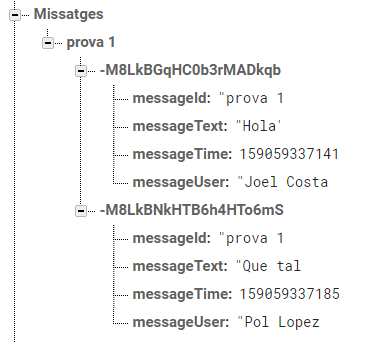 Missatges
prova 1
-M8LkBGqHC0b3rMADkqb
messageId: "prova 1
messageText: "Hola'
messageTime: 159059337141
messageUser: "Joel Costa
-M8LkBNkHTB6h4HTo6mS
messageId: "prova 1
messageText: "Que tal
messageTime: 159059337185
messageUser: "Pol Lopez